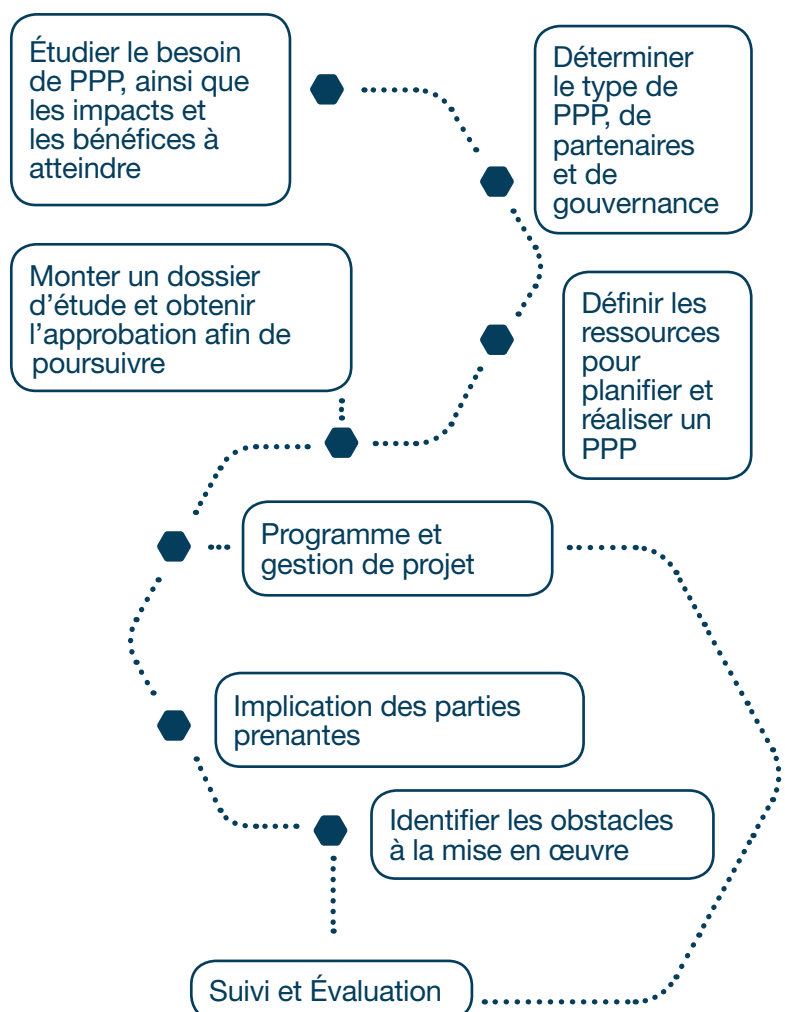 Étudier le besoin
de PPP, ainsi que
les impacts et
les bénéfices à
atteindre
Déterminer
le type de
PPP, de
partenaires
et de
gouvernance
Définir les
ressources
pour
planifier et
réaliser un
PPP
Monter un dossier
d'étude et obtenir
l'approbation afin de
poursuivre
Programme et
gestion de projet
Implication des parties
prenantes
Identifier les obstacles
à la mise en œuvre
Suivi et Évaluation